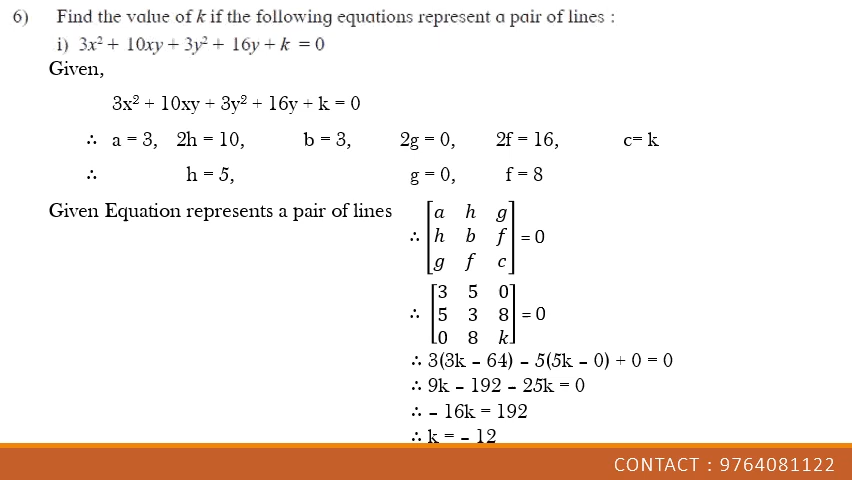 6) Find the value of k if the following equations represent a pair of lines :
i) 3x² + 10xy + 3y² + 16y + k = 0
Given,
3x² + 10xy + 3y² + 16y + k = 0
∴ a = 3, 2h = 10, b = 3, 2g = 0, 2f = 16, c= k
∴ h = 5, g = 0, f = 8
Given Equation represents a pair of lines
∴ [a h g
h b f
g f c] = 0
∴ [3 5 0
5 3 8
0 8 k] = 0
∴ 3(3k – 64) – 5(5k – 0) + 0 = 0
∴ 9k – 192 – 25k = 0
∴ – 16k = 192
∴ k = – 12
CONTACT : 9764081122